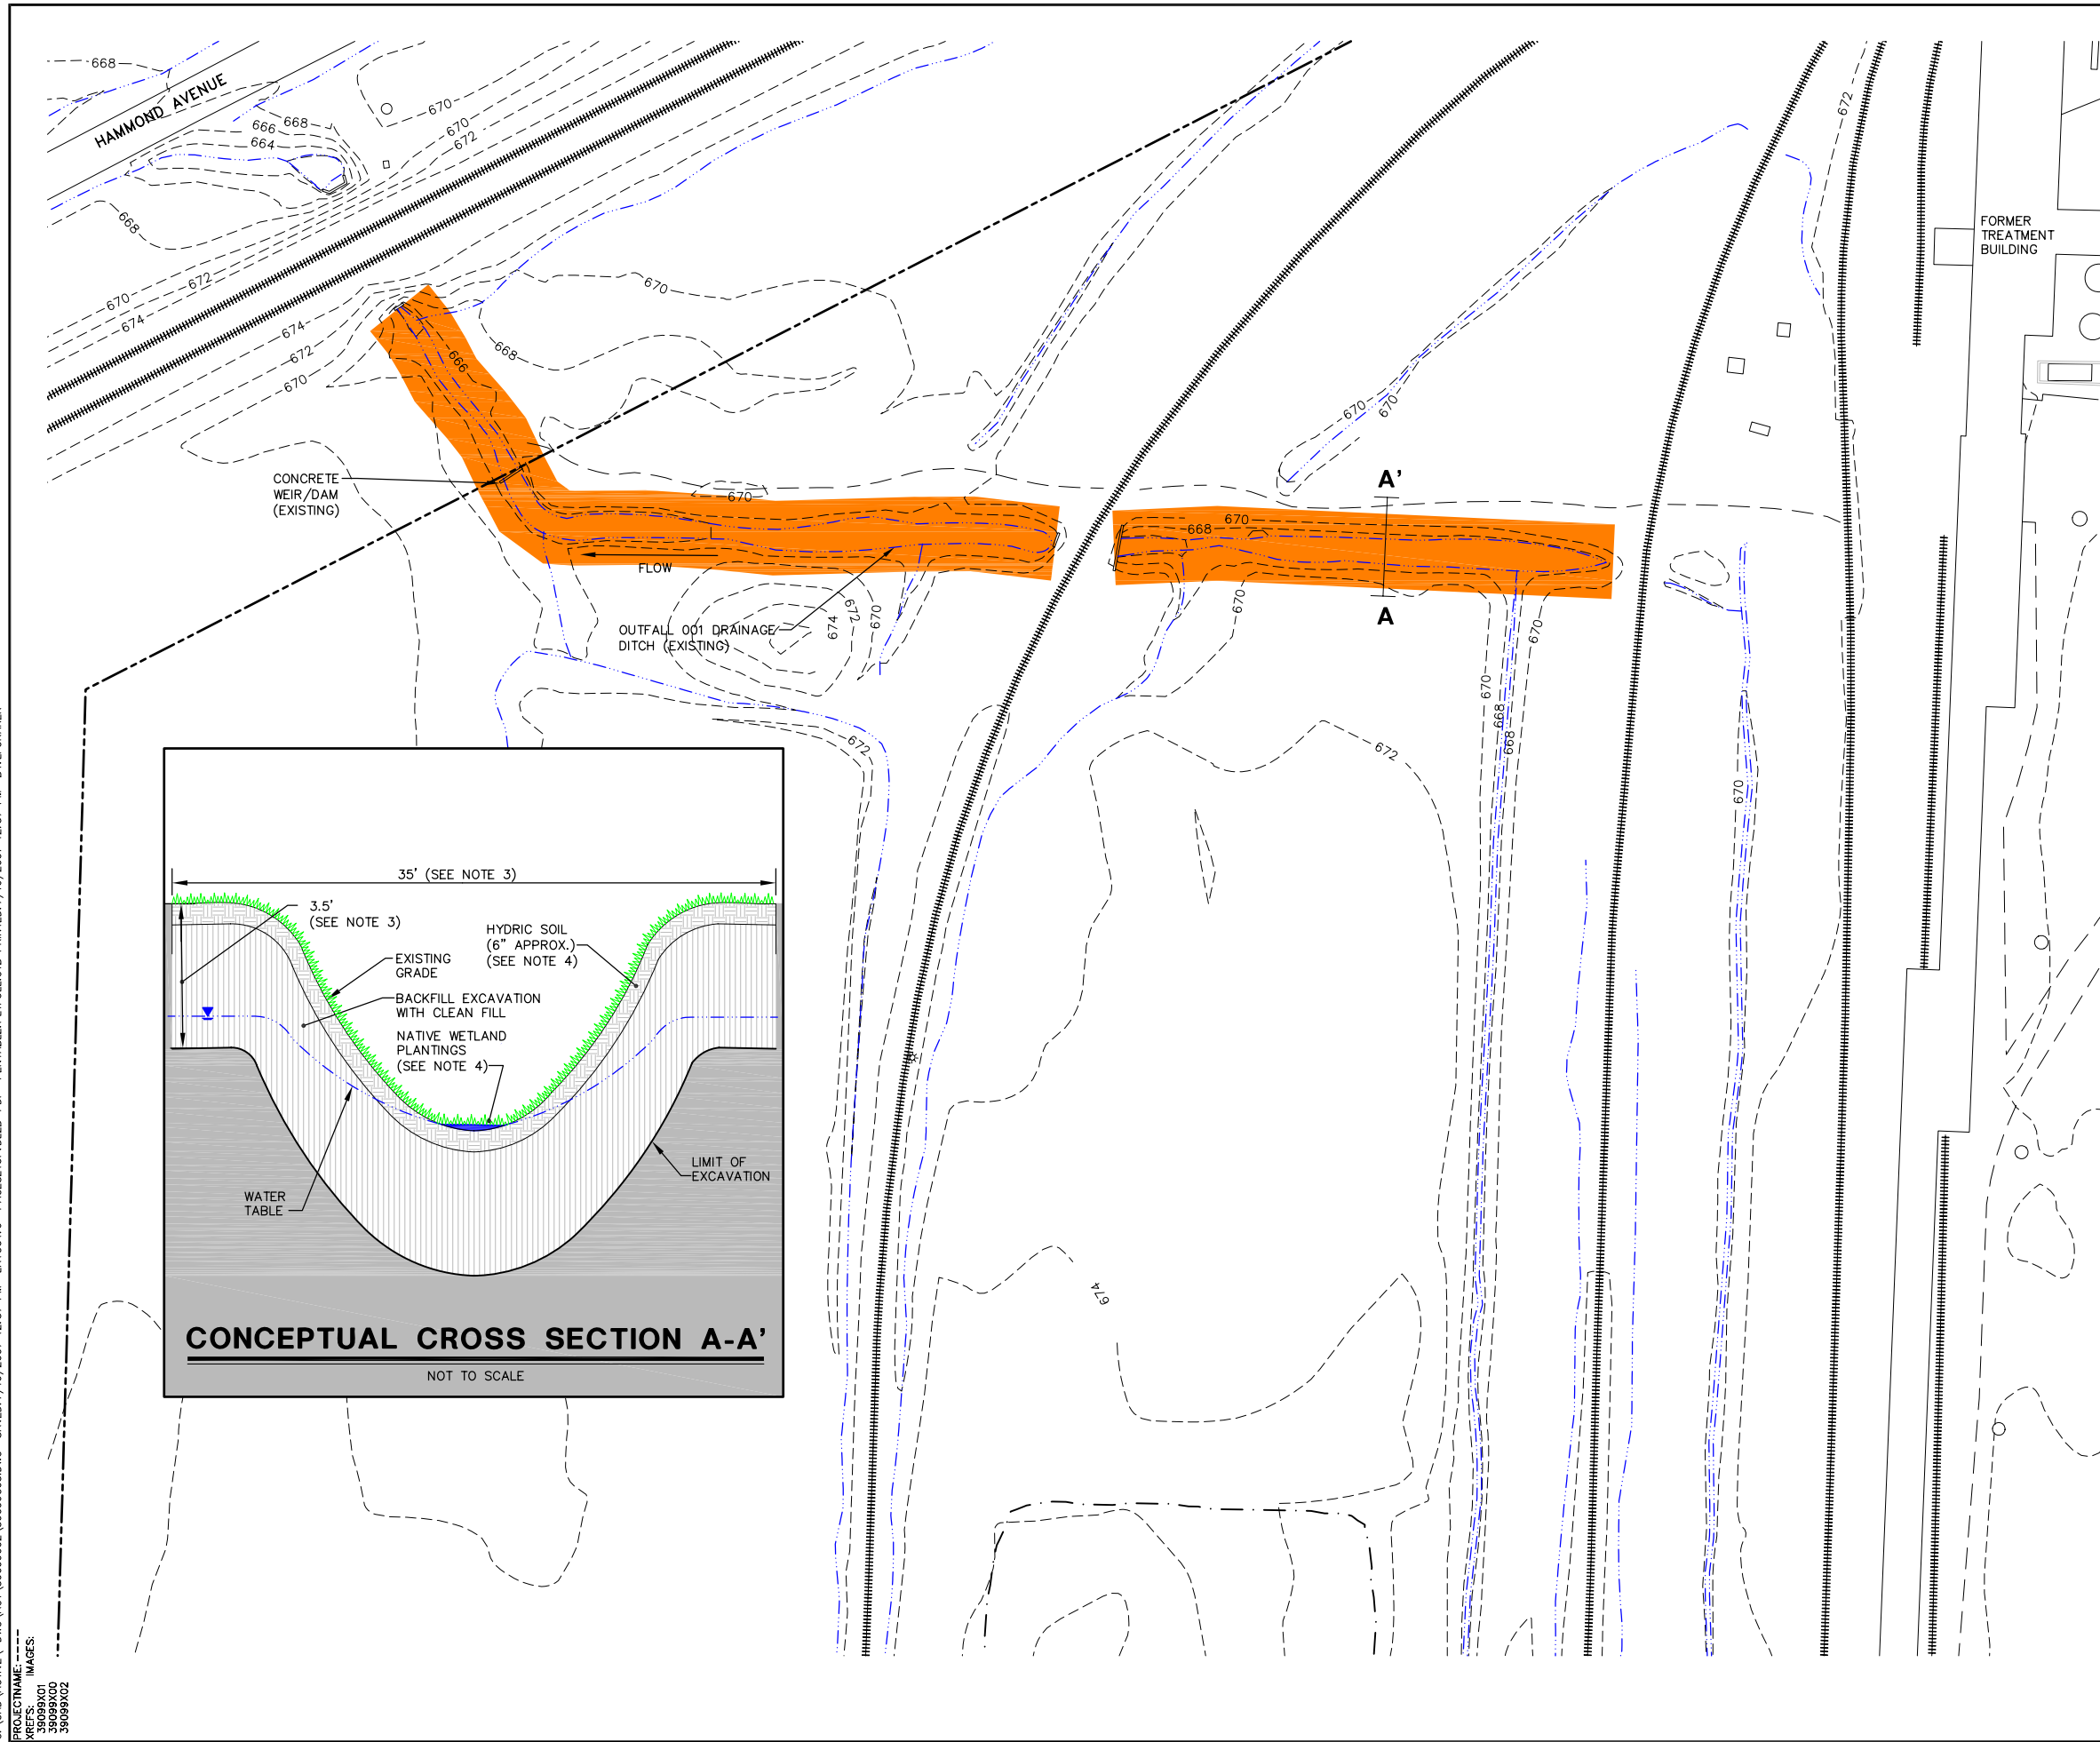 668
HAMMOND AVENUE
666
668
664
668
670
670
672
672
FORMER
TREATMENT
BUILDING
670
672
674
674
672
670
670
668
666
670
670
CONCRETE
WEIR/DAM
(EXISTING)
670
A'
670
668
FLOW
A
OUTFALL 001 DRAINAGE
DITCH (EXISTING)
674
672
670
670
670
670
668
668
672
672
670
674
35' (SEE NOTE 3)
3.5'
(SEE NOTE 3)
HYDRIC SOIL
(6" APPROX.)
(SEE NOTE 4)
EXISTING
GRADE
BACKFILL EXCAVATION
WITH CLEAN FILL
NATIVE WETLAND
PLANTINGS
(SEE NOTE 4)
LIMIT OF
EXCAVATION
WATER
TABLE
CONCEPTUAL CROSS SECTION A-A'
NOT TO SCALE
PROJECTNAME: ----
XREFS: IMAGES:
39099X01
39099X00
39099X02